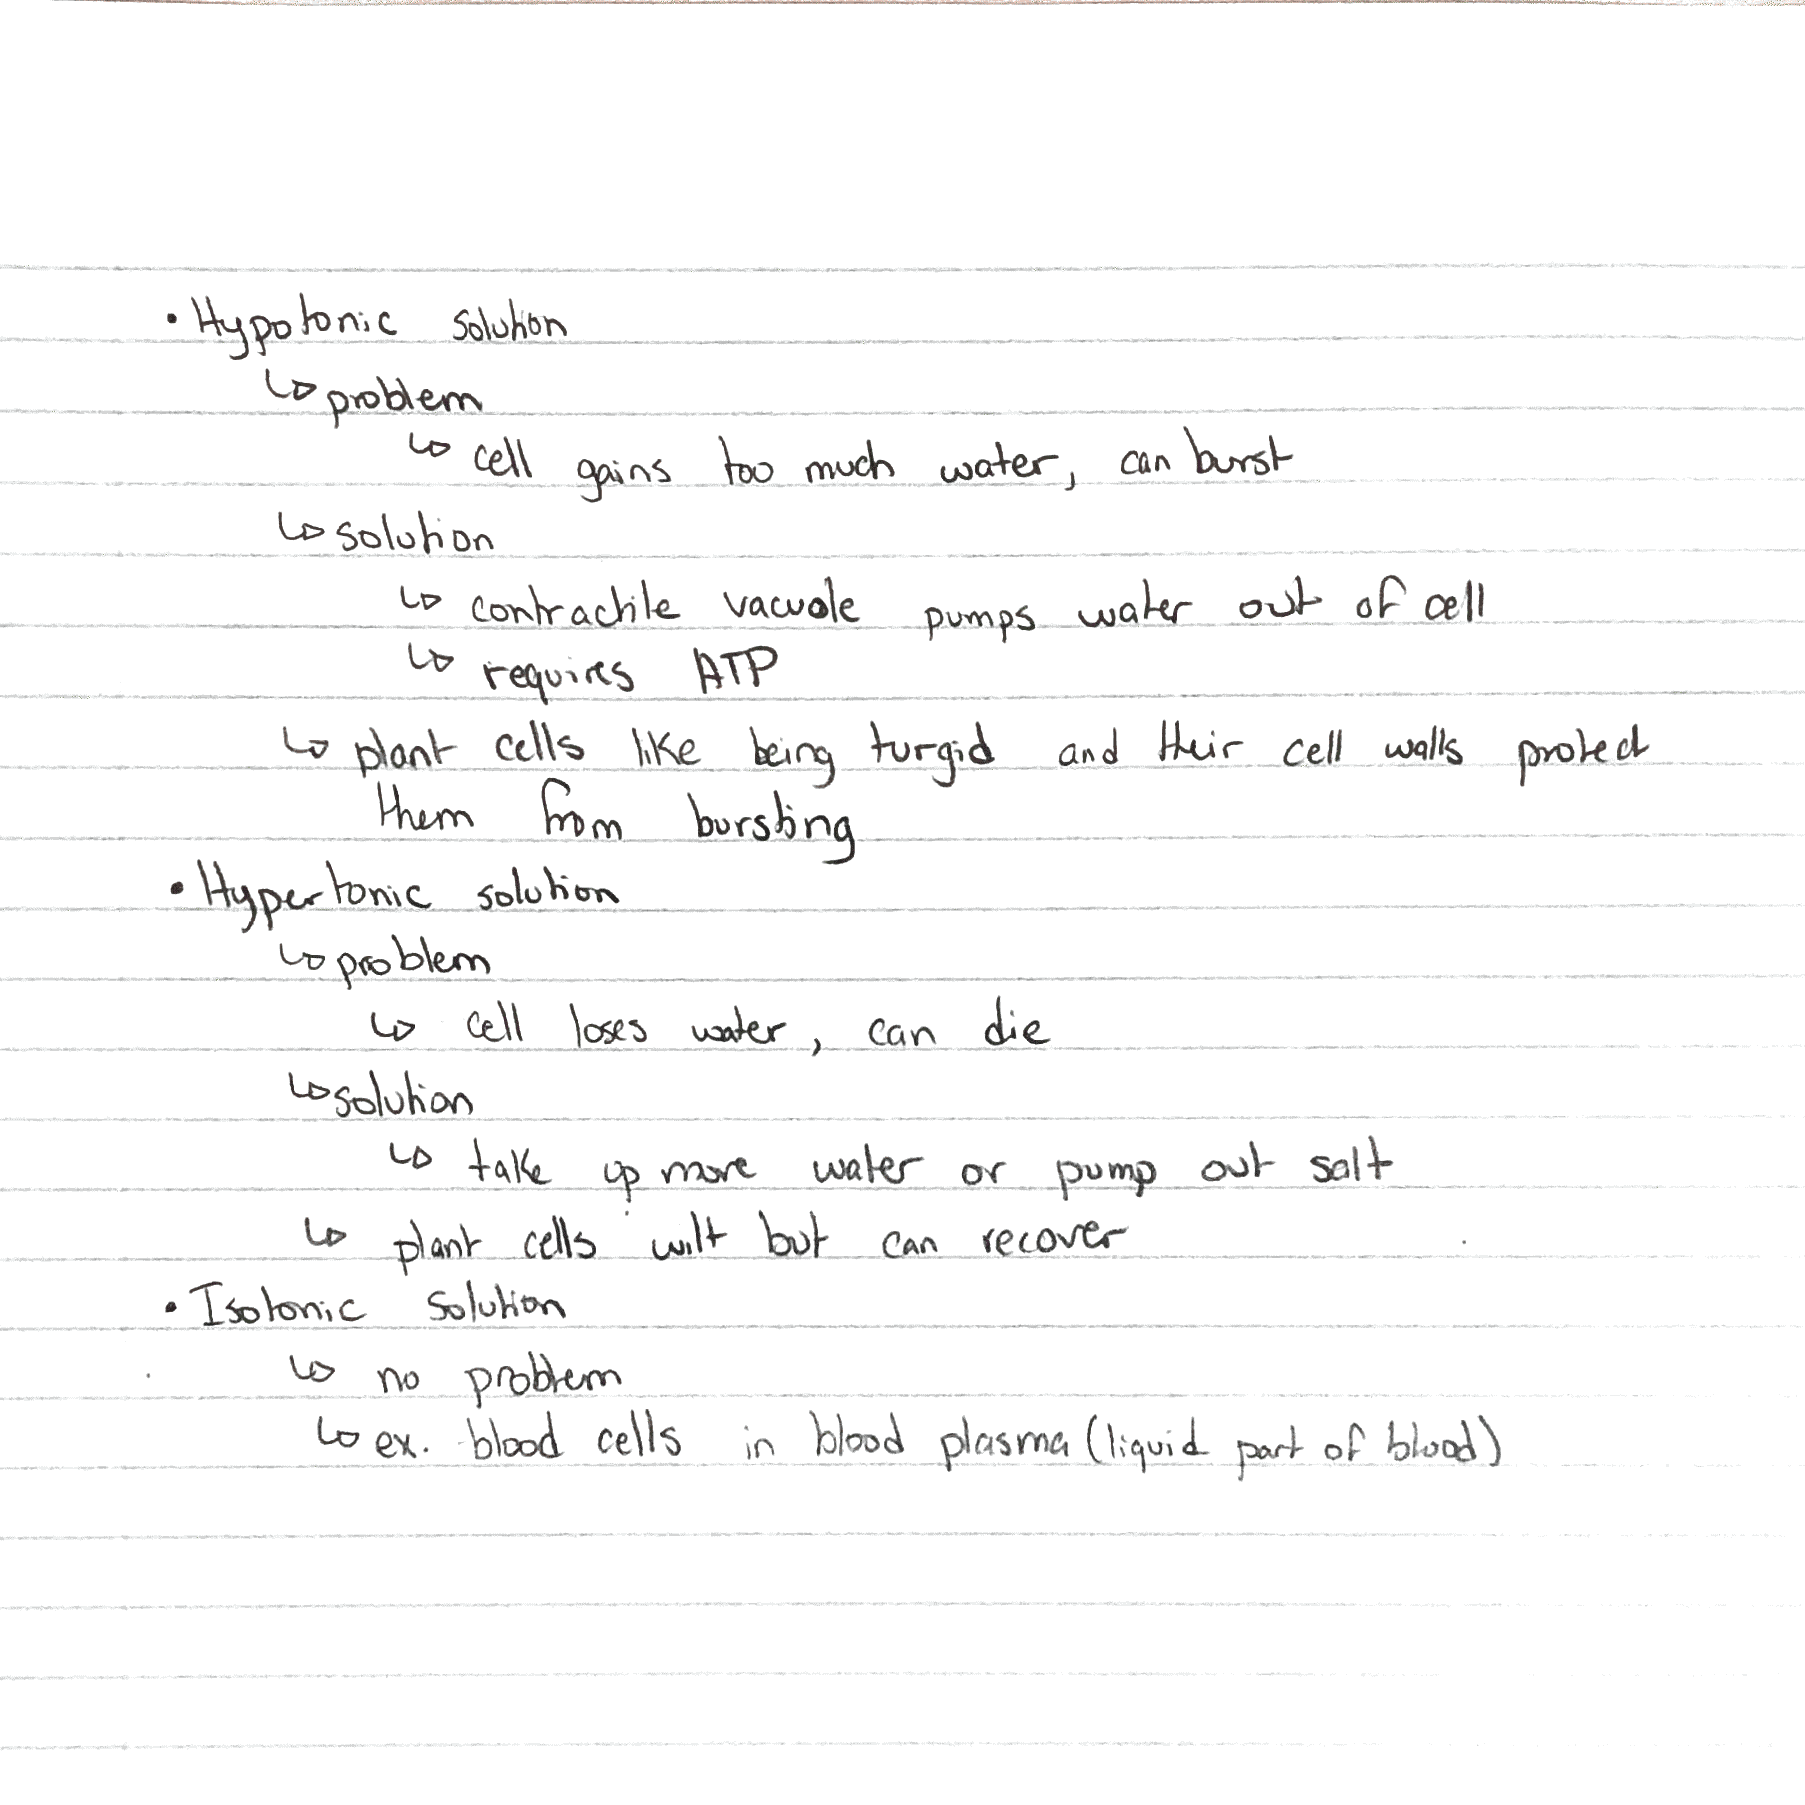 • Hypotonic solution
↳ problem
↳ cell gains too much water, can burst
↳ solution
↳ contractile vacuole pumps water out of cell
↳ requires ATP
↳ plant cells like being turgid and their cell walls protect
them from bursting
• Hypertonic solution
↳ problem
↳ cell loses water, can die
↳ solution
↳ take up more water or pump out salt
↳ plant cells wilt but can recover
• Isotonic solution
↳ no problem
↳ ex. blood cells in blood plasma (liquid part of blood)